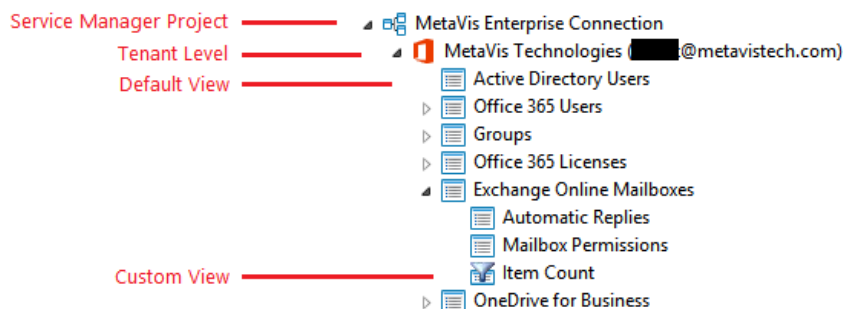 Service Manager Project MetaVis Enterprise Connection
Tenant Level MetaVis Technologies ( @metavistech.com)
Default View Active Directory Users
Office 365 Users
Groups
Office 365 Licenses
Exchange Online Mailboxes
Automatic Replies
Mailbox Permissions
Custom View Item Count
OneDrive for Business